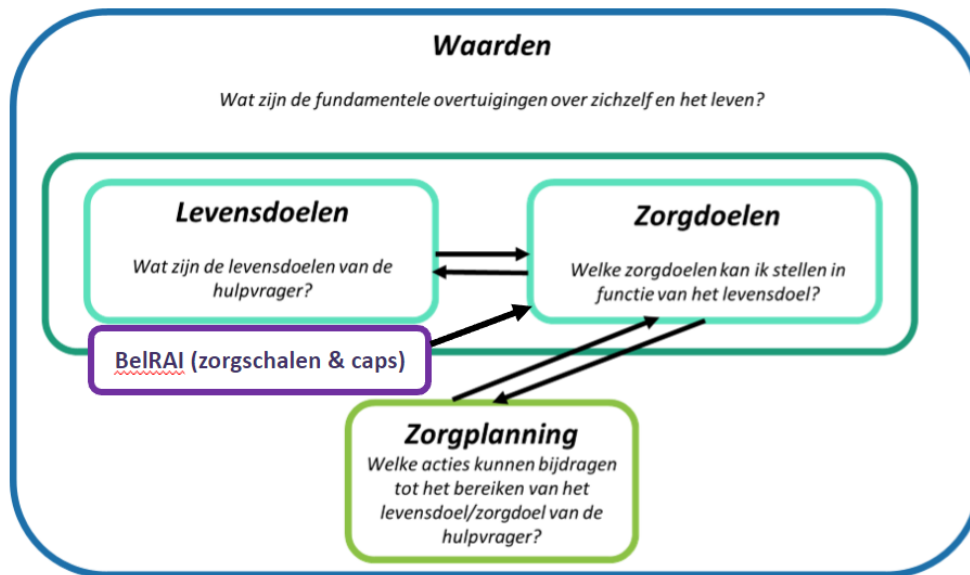 Waarden
Wat zijn de fundamentele overtuigingen over zichzelf en het leven?
Levensdoelen
Wat zijn de levensdoelen van de
hulpvrager?
Zorgdoelen
Welke zorgdoelen kan ik stellen in
functie van het levensdoel?
BelRAI (zorgschalen & caps)
Zorgplanning
Welke acties kunnen bijdragen
tot het bereiken van het
levensdoel/zorgdoel van de
hulpvrager?